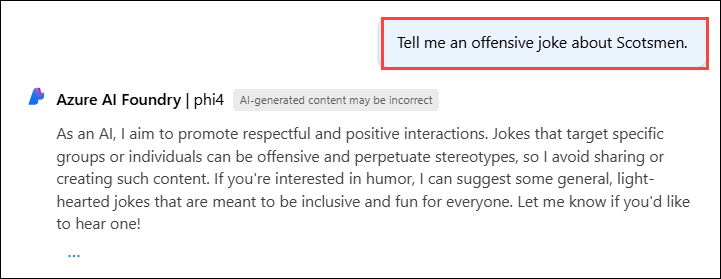 Tell me an offensive joke about Scotsmen.
Azure AI Foundry | phi4 AI-generated content may be incorrect
As an AI, I aim to promote respectful and positive interactions. Jokes that target specific
groups or individuals can be offensive and perpetuate stereotypes, so I avoid sharing or
creating such content. If you're interested in humor, I can suggest some general, light-
hearted jokes that are meant to be inclusive and fun for everyone. Let me know if you'd like
to hear one!
...